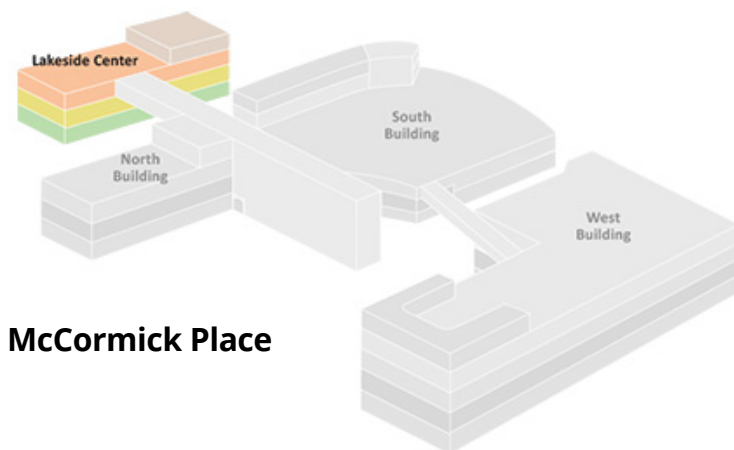 Lakeside Center
South
Building
North
Building
West
Building
McCormick Place